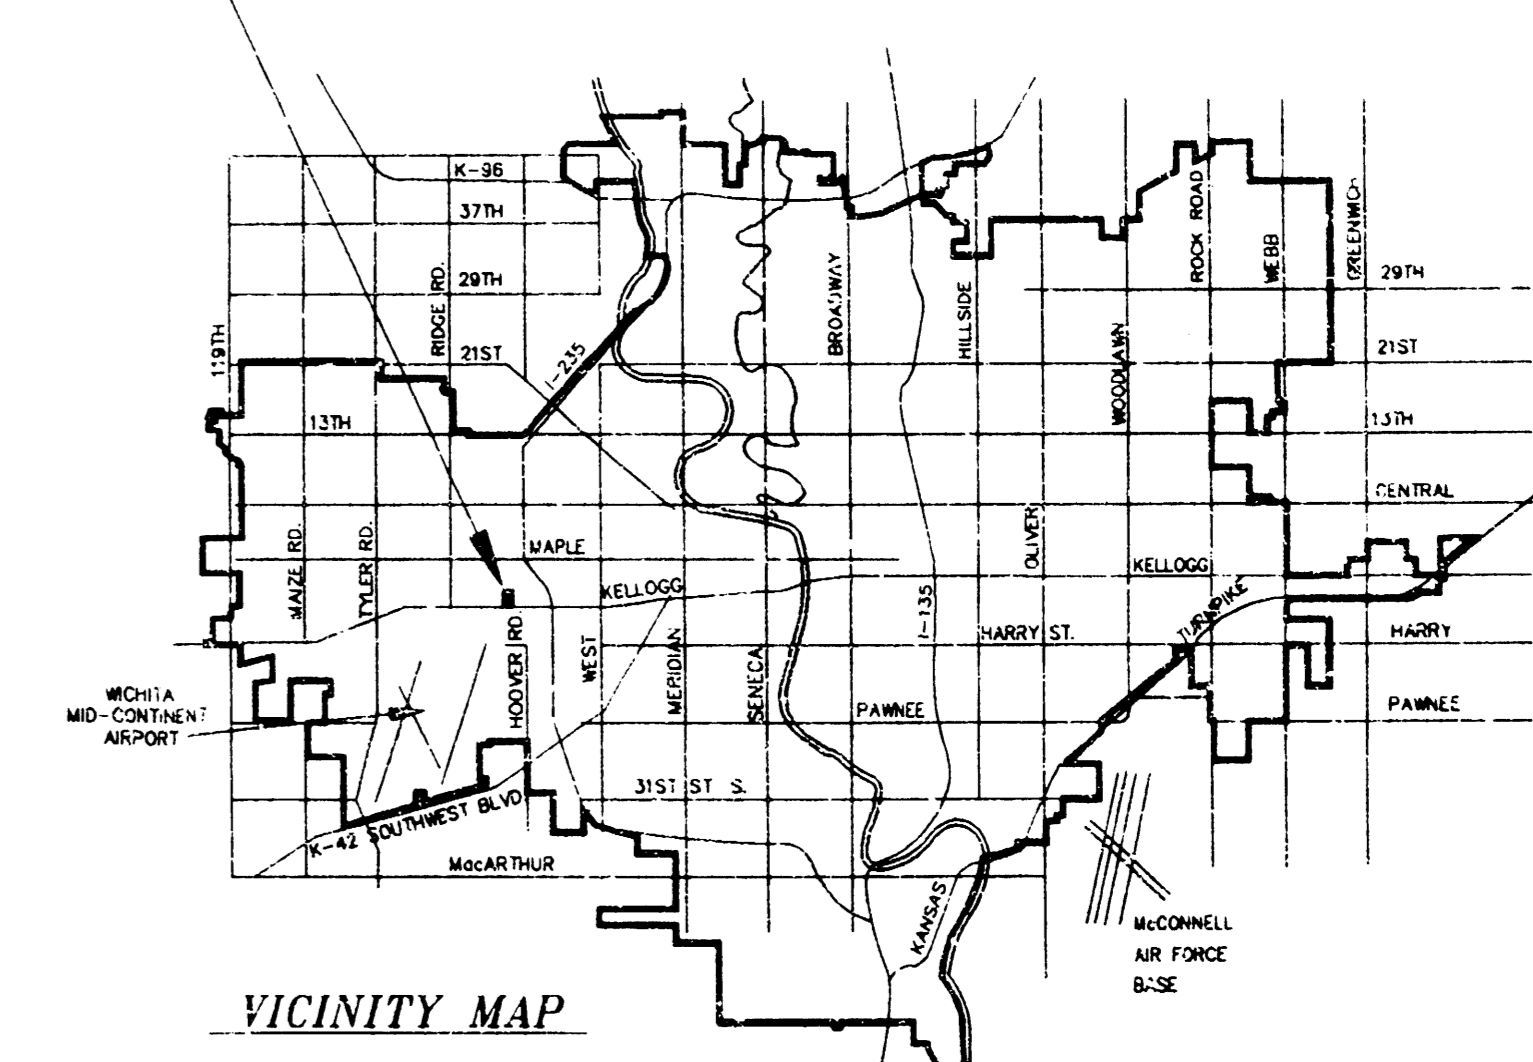 K-96
37TH
29TH
RIDGE RD.
119TH
21ST
I-235
13TH
BROADWAY
HILLSIDE
WOODLAWN
ROCK ROAD
WEBB
GREENWICH
29TH
21ST
13TH
CENTRAL
MAIZE RD.
TYLER RD.
MAPLE
KELLOGG
OLIVER
KELLOGG
I-135
TURNPIKE
HARRY ST.
HARRY
HOOVER RD.
WEST
MERIDIAN
SENECA
PAWNEE
PAWNEE
WICHITA
MID-CONTINENT
AIRPORT
31ST ST S.
K-42 SOUTHWEST BLVD
MacARTHUR
KANSAS
McCONNELL
AIR FORCE
BASE
VICINITY MAP